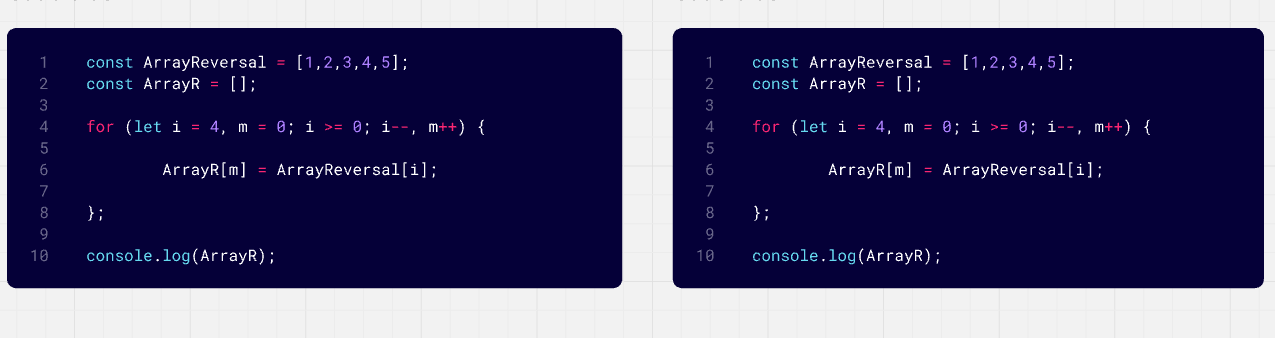 1 const ArrayReversal = [1,2,3,4,5];
2 const ArrayR = [];
3
4 for (let i = 4, m = 0; i >= 0; i--, m++) {
5
6 ArrayR[m] = ArrayReversal[i];
7
8 };
9
10 console.log(ArrayR);
1 const ArrayReversal = [1,2,3,4,5];
2 const ArrayR = [];
3
4 for (let i = 4, m = 0; i >= 0; i--, m++) {
5
6 ArrayR[m] = ArrayReversal[i];
7
8 };
9
10 console.log(ArrayR);